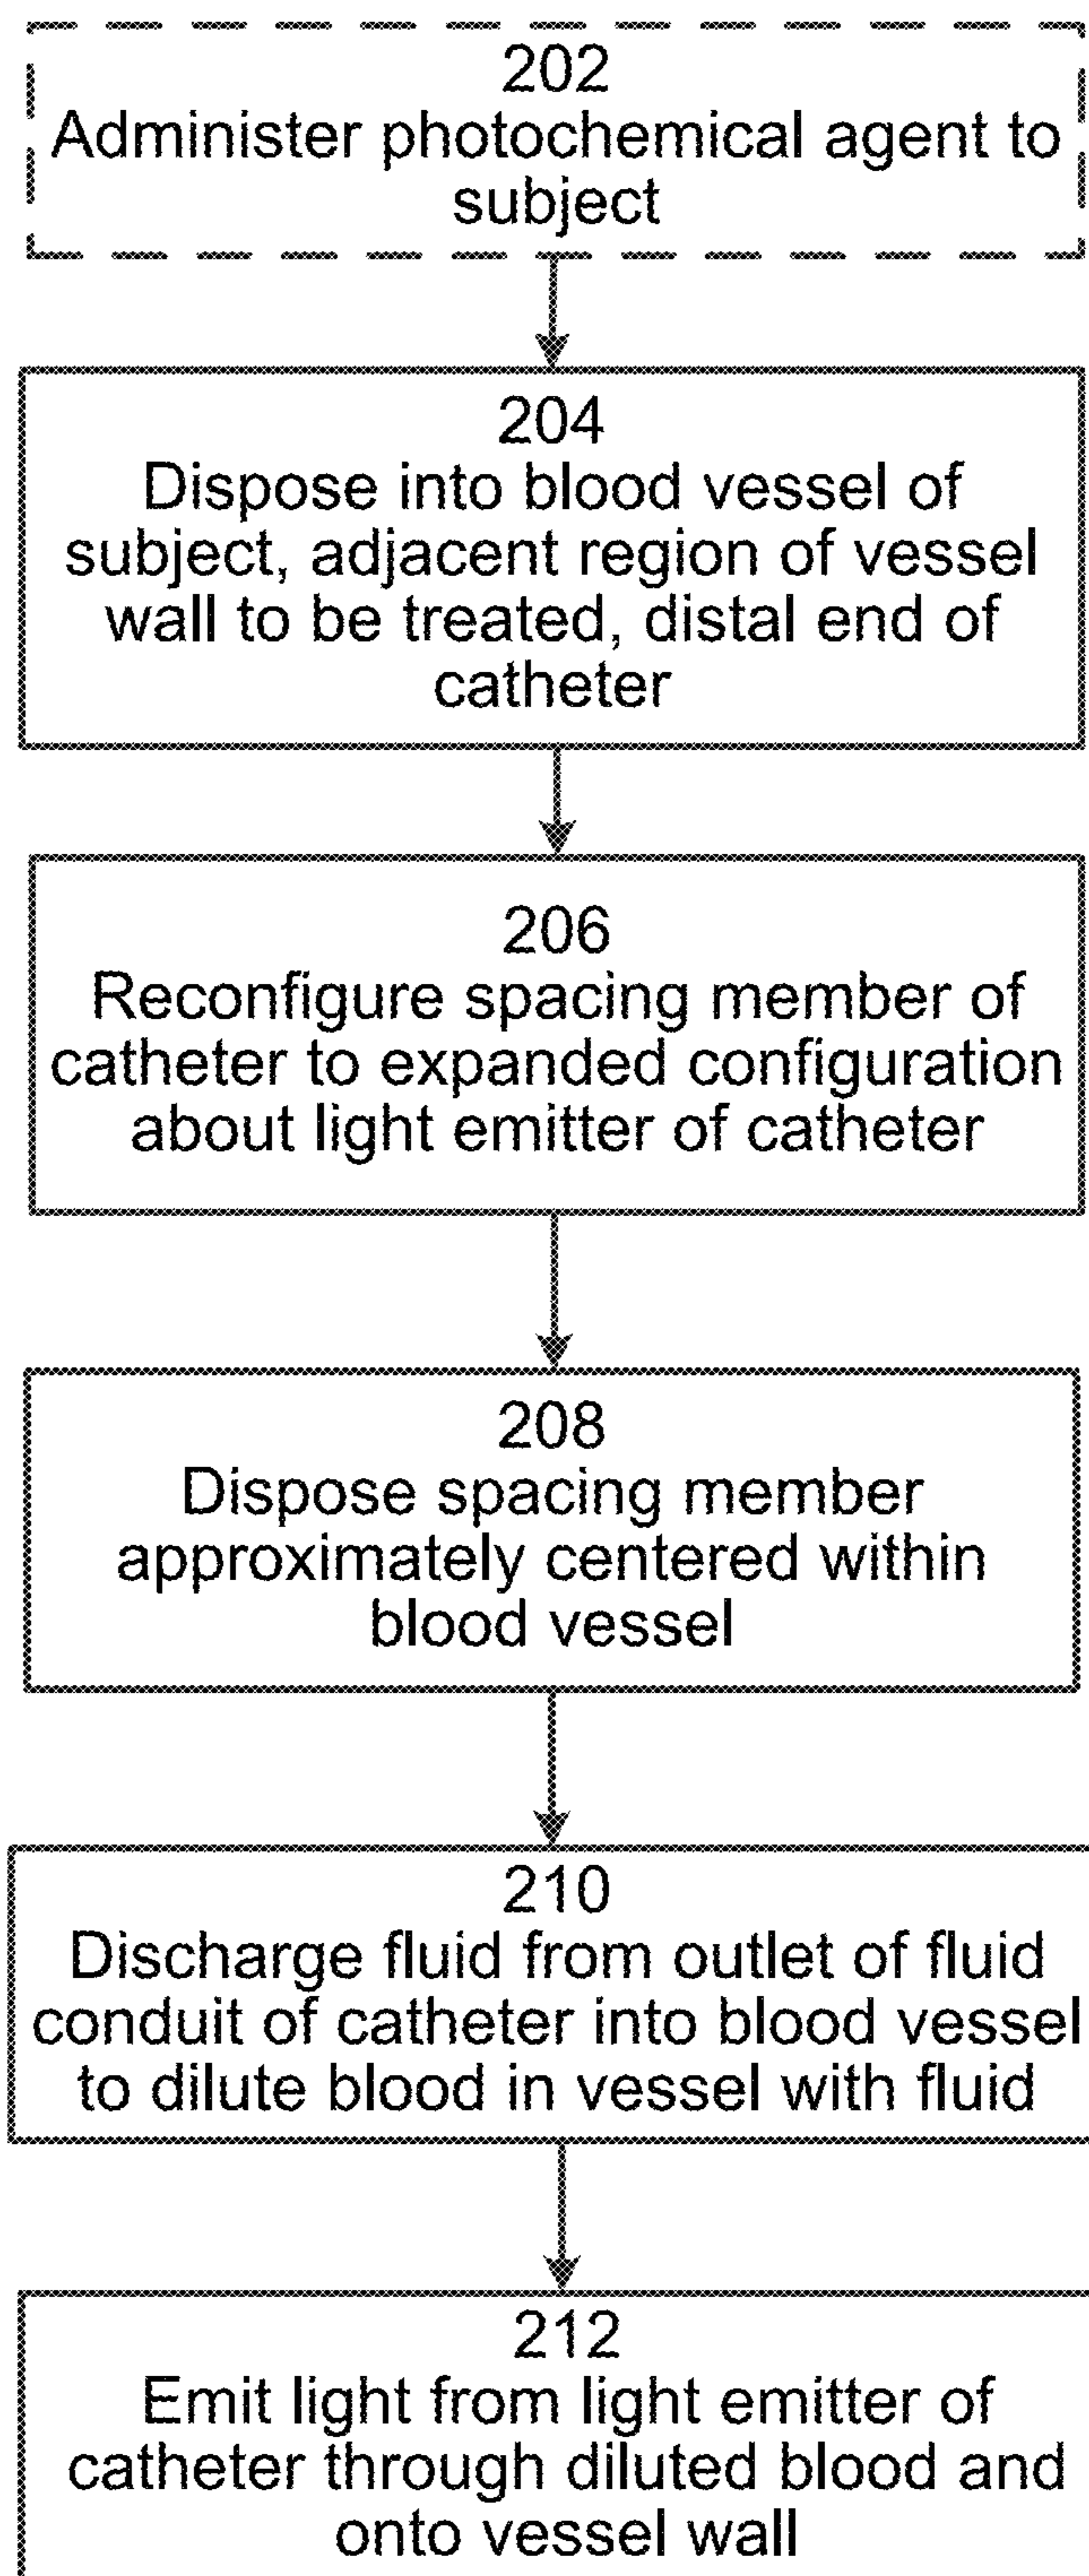 202
Administer photochemical agent to
subject
204
Dispose into blood vessel of
subject, adjacent region of vessel
wall to be treated, distal end of
catheter
206
Reconfigure spacing member of
catheter to expanded configuration
about light emitter of catheter
208
Dispose spacing member
approximately centered within
blood vessel
210
Discharge fluid from outlet of fluid
conduit of catheter into blood vessel
to dilute blood in vessel with fluid
212
Emit light from light emitter of
catheter through diluted blood and
onto vessel wall